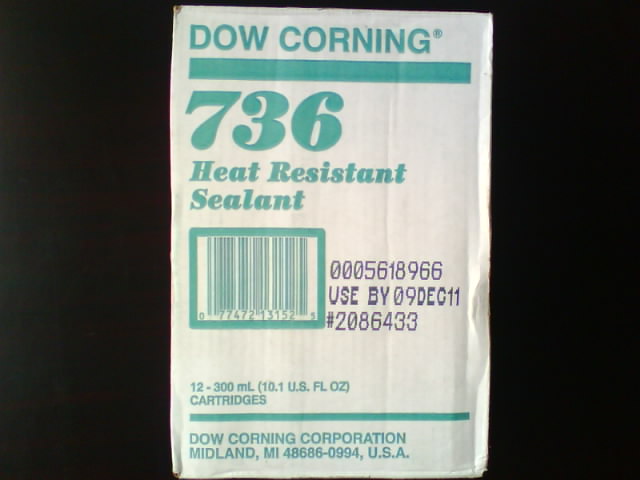 DOW CORNING®
736
Heat Resistant
Sealant
0005618966
USE BY 09DEC11
#2086433
0 77472 13152 5
12 - 300 mL (10.1 U.S. FL OZ)
CARTRIDGES
DOW CORNING CORPORATION
MIDLAND, MI 48686-0994, U.S.A.